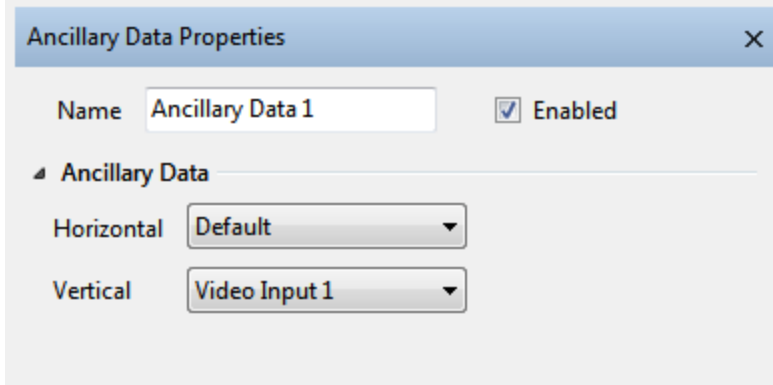 Ancillary Data Properties
Name Ancillary Data 1 Enabled
Ancillary Data
Horizontal Default
Vertical Video Input 1